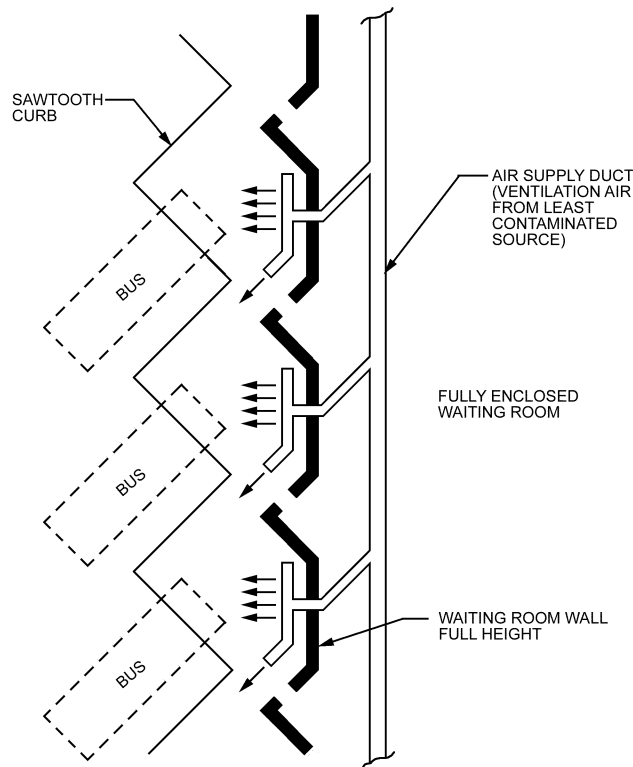 SAWTOOTH
CURB
AIR SUPPLY DUCT
(VENTILATION AIR
FROM LEAST
CONTAMINATED
SOURCE)
BUS
FULLY ENCLOSED
WAITING ROOM
BUS
WAITING ROOM WALL
FULL HEIGHT
BUS